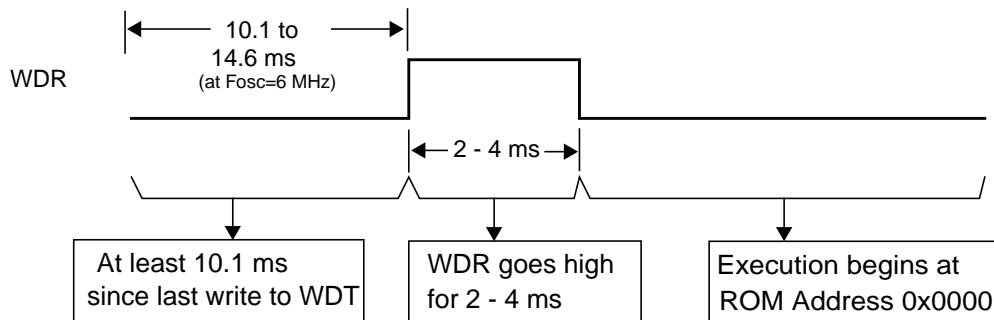 10.1 to
14.6 ms
(at Fosc=6 MHz)
WDR
2 - 4 ms
At least 10.1 ms
since last write to WDT
WDR goes high
for 2 - 4 ms
Execution begins at
ROM Address 0x0000